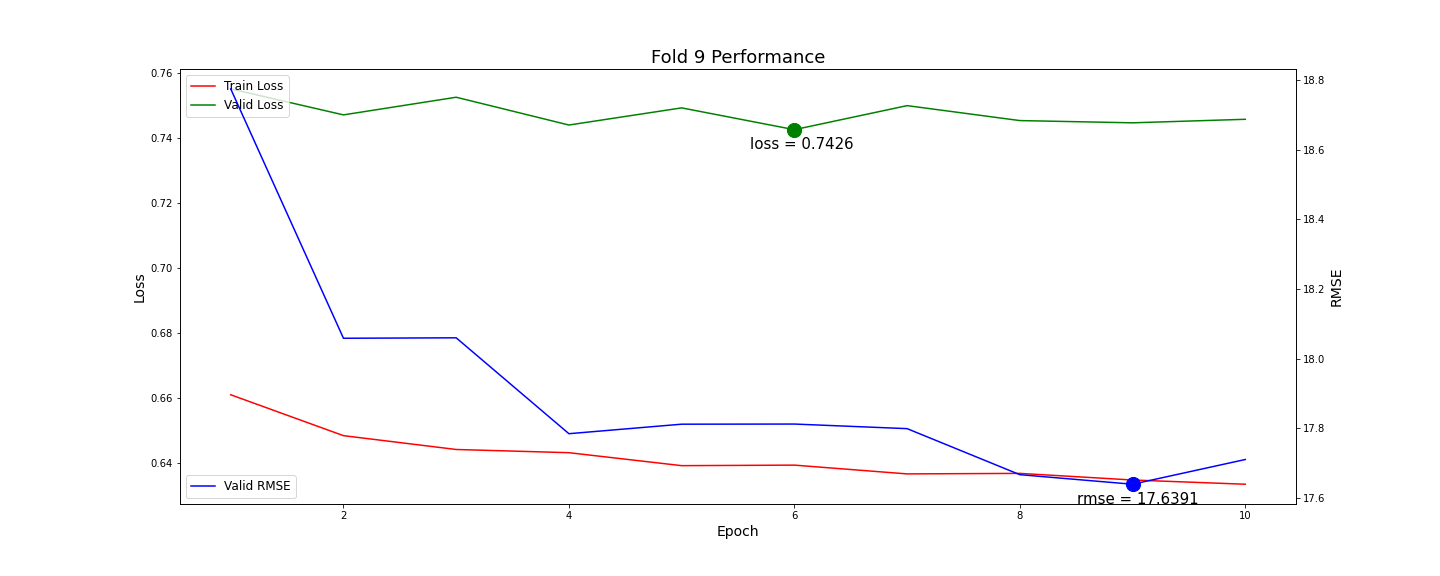 Fold 9 Performance
0.76
0.74
0.72
0.70
0.68
0.66
0.64
Loss
Train Loss
Valid Loss
loss = 0.7426
Valid RMSE
rmse = 17.6391
18.8
18.6
18.4
18.2
18.0
17.8
17.6
RMSE
2
4
6
8
10
Epoch